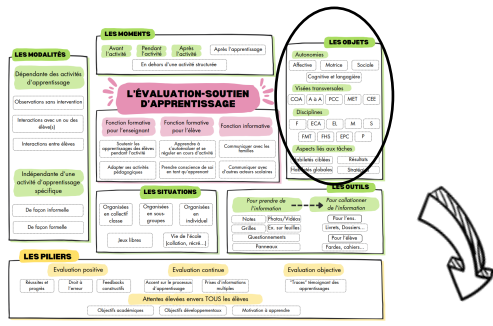 LES MOMENTS
Avant l'activité
Pendant l'activité
Après l'activité
Après l'apprentissage
En dehors d'une activité structurée
LES MODALITÉS
Dépendante des activités
d'apprentissage
Observations sans intervention
Interactions avec un ou des
élève(s)
Interactions entre élèves
Indépendante d'une
activité d'apprentissage
spécifique
De façon informelle
De façon formelle
L'ÉVALUATION-SOUTIEN
D'APPRENTISSAGE
Fonction formative
pour l'enseignant
Soutenir les
apprentissages des élèves
pendant l'activité
Adapter ses activités
pédagogiques
Fonction formative
pour l'élève
Apprendre à
s'autoévaluer et se
réguler en cours d'activité
Prendre conscience de soi
en tant qu'apprenant
Fonction informative
Communiquer avec les
familles
Communiquer avec
d'autres acteurs scolaires
LES OBJETS
Autonomies
Affective
Motrice
Sociale
Cognitive et langagière
Visées transversales
COA
A à A
PCC
MET
CEE
Disciplines
F
ECA
EL
M
S
FMT
FHS
EPC
P
Aspects liés aux tâches
Habiletés ciblées
Résultats
Habiletés globales
Stratégies
LES SITUATIONS
Organisées
en collectif
classe
Organisées
en sous-
groupes
Organisées
en
individuel
Jeux libres
Vie de l'école
(collation, récré...)
LES OUTILS
Pour prendre de
l'information
Notes
Photos/Vidéos
Grilles
Ex. sur feuilles
Questionnements
Panneaux
Pour collationner
de l'information
Pour l'ens.
Livrets, Dossiers...
Pour l'élève
Fardes, cahiers...
LES PILIERS
Evaluation positive
Réussites et
progrès
Droit à
l'erreur
Feedbacks
constructifs
Evaluation continue
Accent sur le processus
d'apprentissage
Prises d'informations
multiples
Evaluation objective
"Traces" témoignent des
apprentissages
Attentes élevées envers TOUS les élèves
Objectifs académiques
Objectifs développementaux
Motivation à apprendre